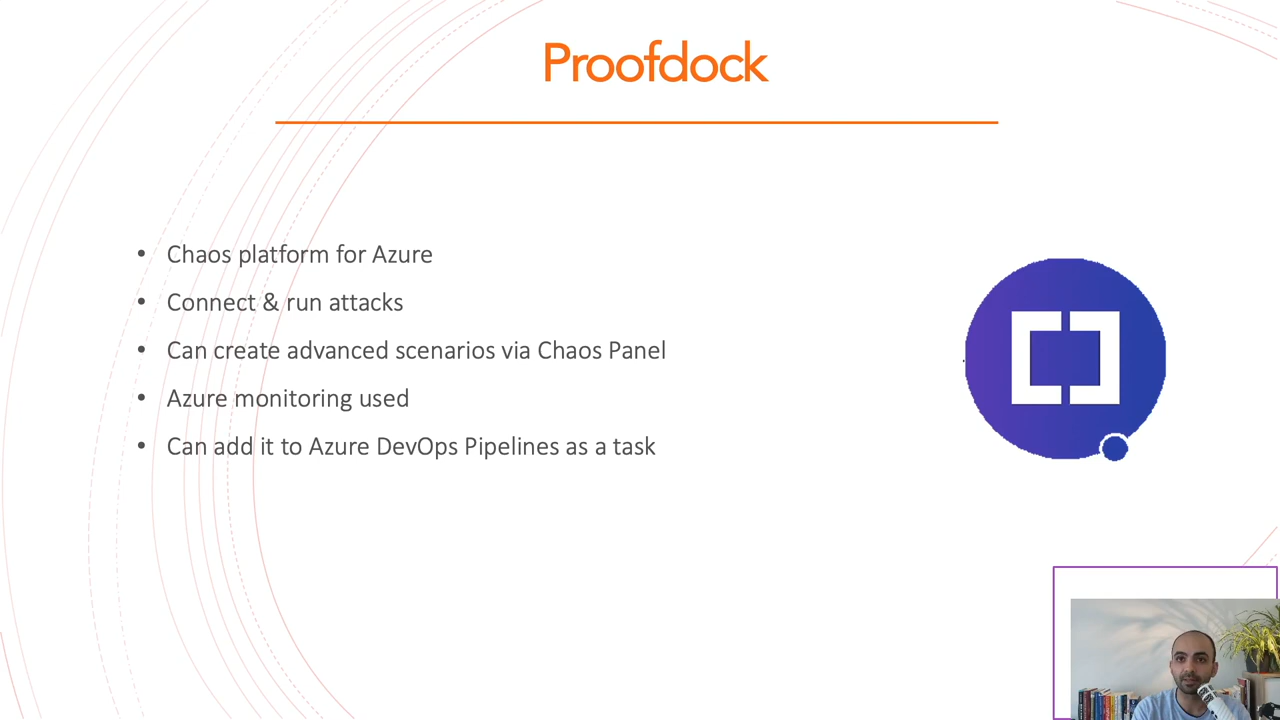 Proofdock
• Chaos platform for Azure
• Connect & run attacks
• Can create advanced scenarios via Chaos Panel
• Azure monitoring used
• Can add it to Azure DevOps Pipelines as a task